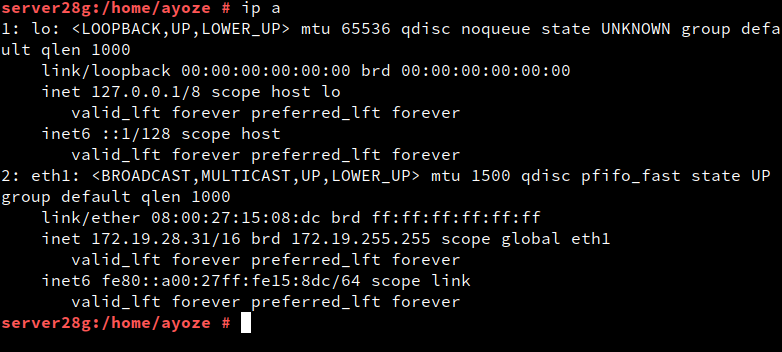 server28g:/home/ayoze # ip a
1: lo: <LOOPBACK,UP,LOWER_UP> mtu 65536 qdisc noqueue state UNKNOWN group defa
ult qlen 1000
    link/loopback 00:00:00:00:00:00 brd 00:00:00:00:00:00
    inet 127.0.0.1/8 scope host lo
       valid_lft forever preferred_lft forever
    inet6 ::1/128 scope host
       valid_lft forever preferred_lft forever
2: eth1: <BROADCAST,MULTICAST,UP,LOWER_UP> mtu 1500 qdisc pfifo_fast state UP
group default qlen 1000
    link/ether 08:00:27:15:08:dc brd ff:ff:ff:ff:ff:ff
    inet 172.19.28.31/16 brd 172.19.255.255 scope global eth1
       valid_lft forever preferred_lft forever
    inet6 fe80::a00:27ff:fe15:8dc/64 scope link
       valid_lft forever preferred_lft forever
server28g:/home/ayoze #